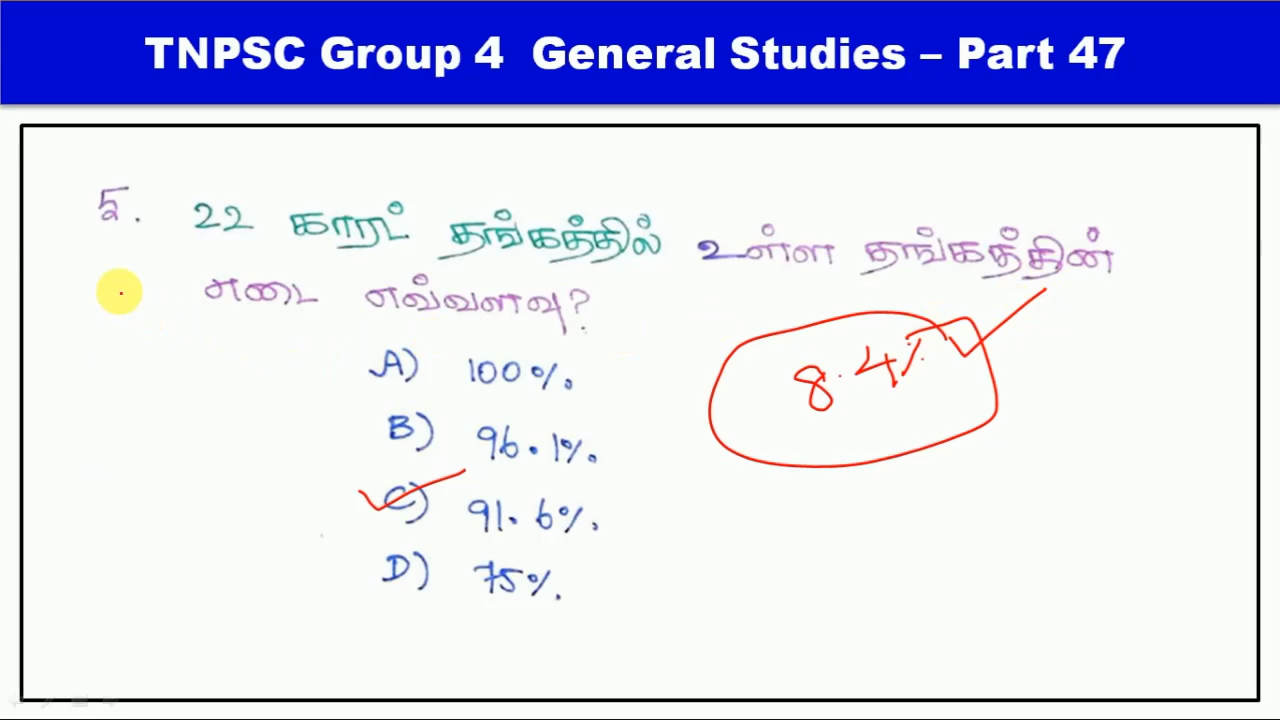 TNPSC Group 4 General Studies – Part 47
5. 22 காரட் தங்கத்தில் உள்ள தங்கத்தின்
சடை எவ்வளவு?
A) 100%.
B) 96.1%.
8.4%
C) 91.6%.
D) 75%.